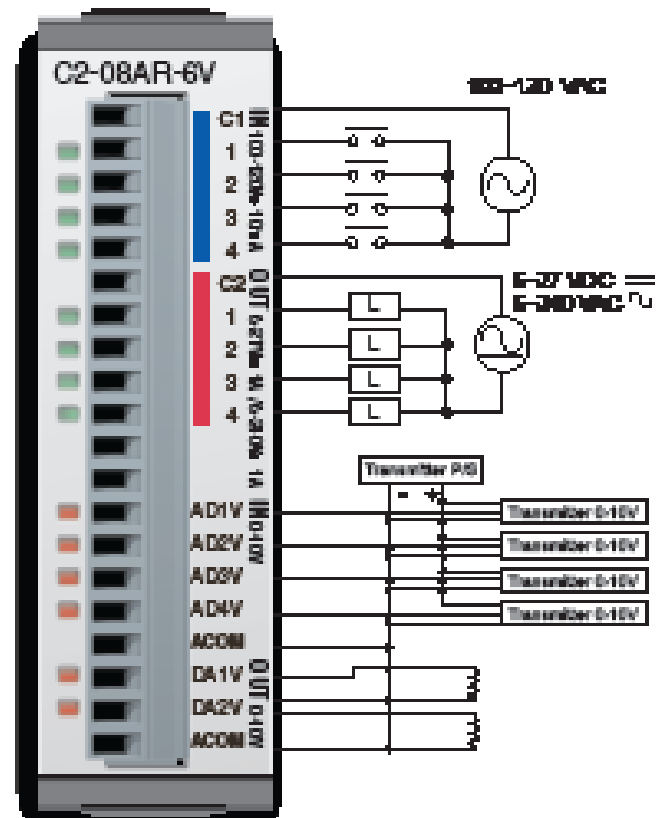 C2-08AR-6V
C1
1
2
3
4
C2
1
2
3
4
AD1V
AD2V
AD3V
AD4V
ACOM
DA1V
DA2V
ACOM
IN
OUT
IN 0-10V
OUT 0-10V
100–120 VAC
L
L
L
L
Transmitter P/S
- +
Transmitter 0-10V
Transmitter 0-10V
Transmitter 0-10V
Transmitter 0-10V